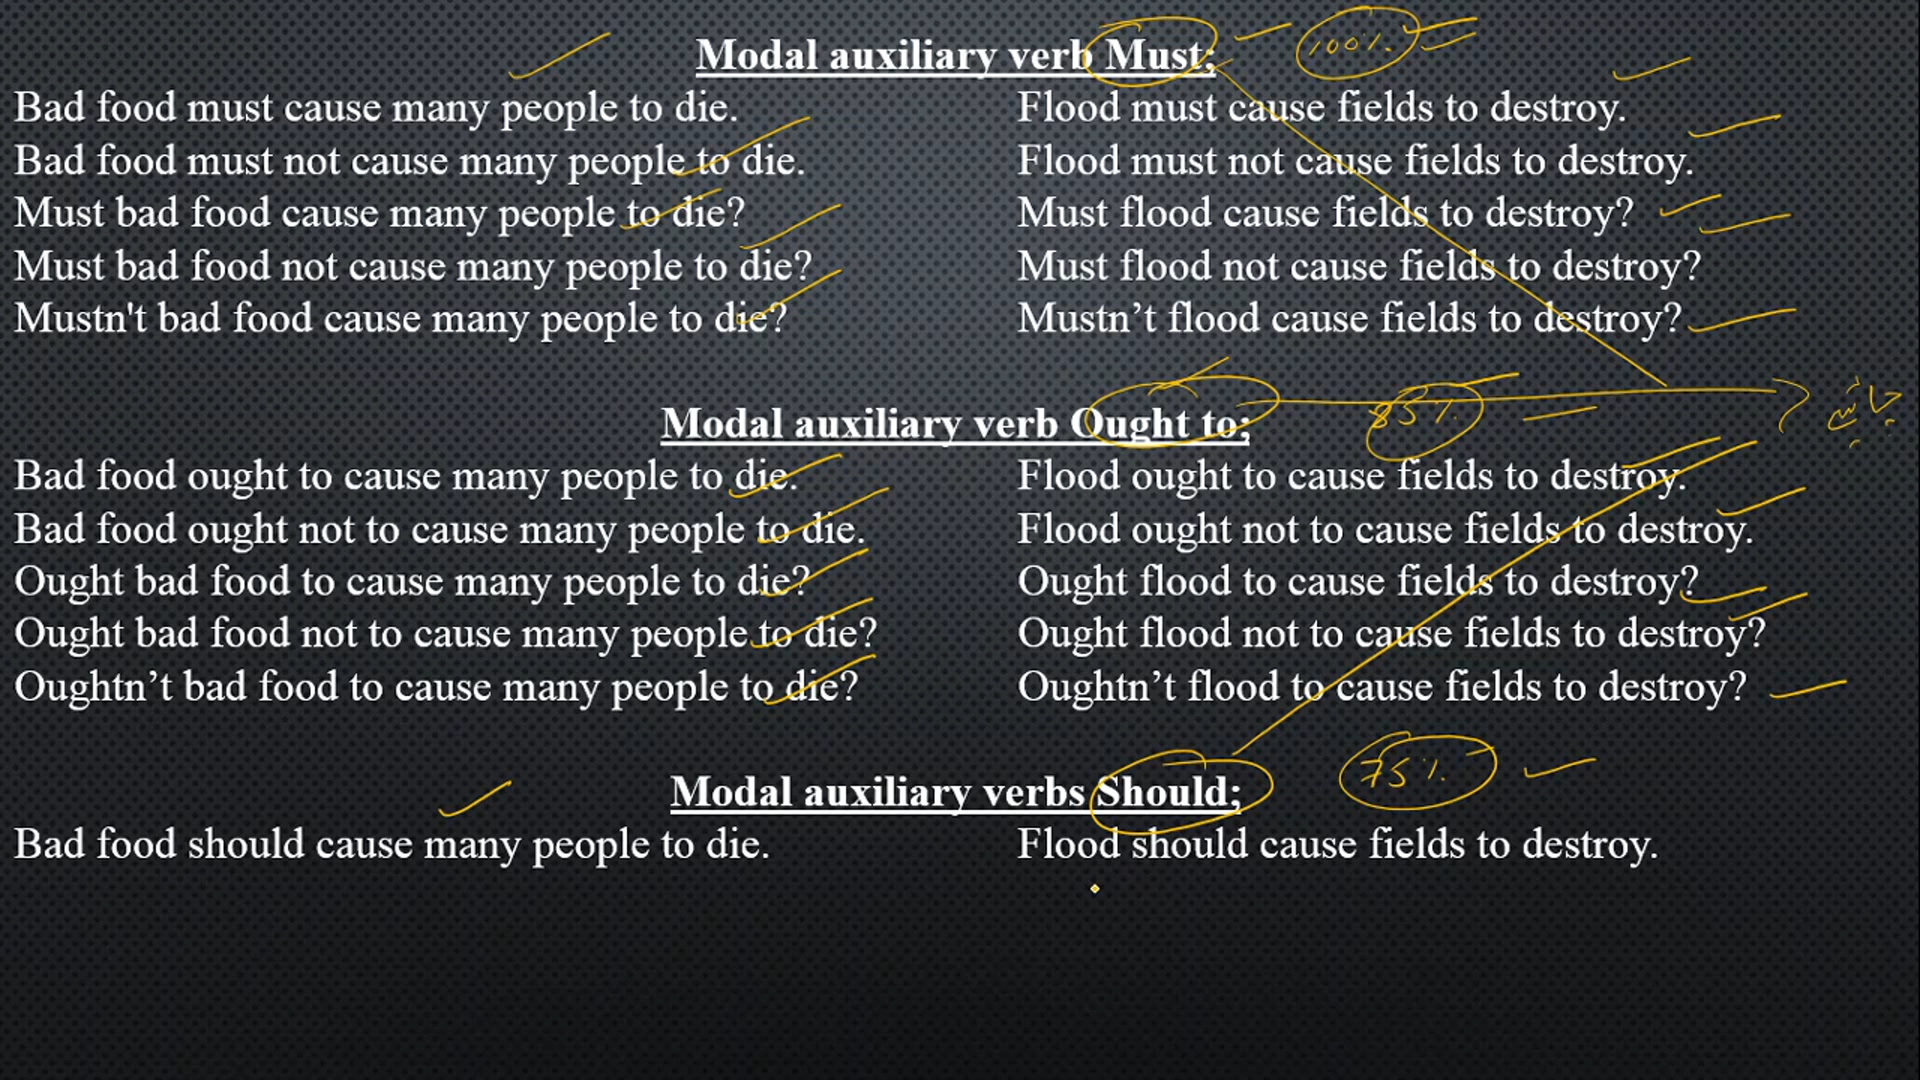 Modal auxiliary verb Must; 100%
Bad food must cause many people to die.
Flood must cause fields to destroy.
Bad food must not cause many people to die.
Flood must not cause fields to destroy.
Must bad food cause many people to die?
Must flood cause fields to destroy?
Must bad food not cause many people to die?
Must flood not cause fields to destroy?
Mustn't bad food cause many people to die?
Mustn’t flood cause fields to destroy?
Modal auxiliary verb Ought to; 85%
Bad food ought to cause many people to die.
Flood ought to cause fields to destroy.
Bad food ought not to cause many people to die.
Flood ought not to cause fields to destroy.
Ought bad food to cause many people to die?
Ought flood to cause fields to destroy?
Ought bad food not to cause many people to die?
Ought flood not to cause fields to destroy?
Oughtn’t bad food to cause many people to die?
Oughtn’t flood to cause fields to destroy?
Modal auxiliary verbs Should; 75%
Bad food should cause many people to die.
Flood should cause fields to destroy.